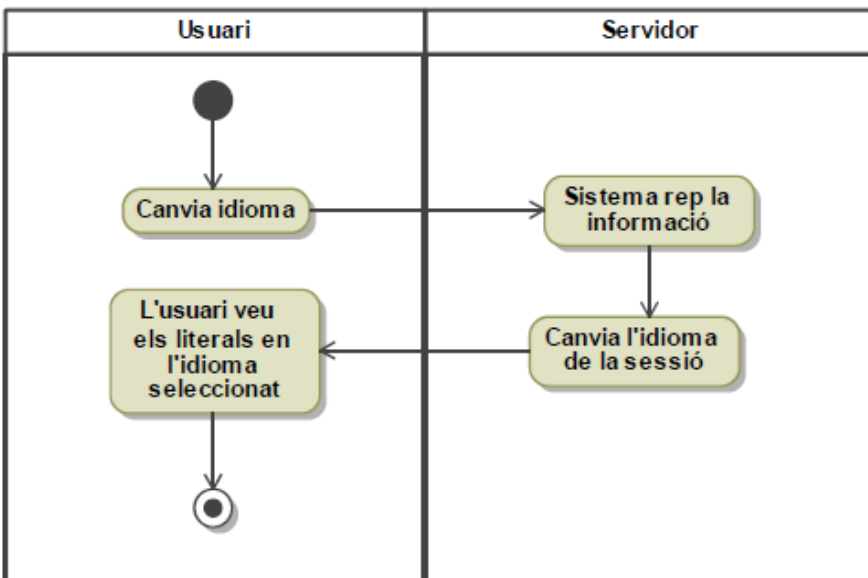 Usuari
Servidor
Canvia idioma
Sistema rep la
informació
L'usuari veu
els literals en
l'idioma
seleccionat
Canvia l'idioma
de la sessió